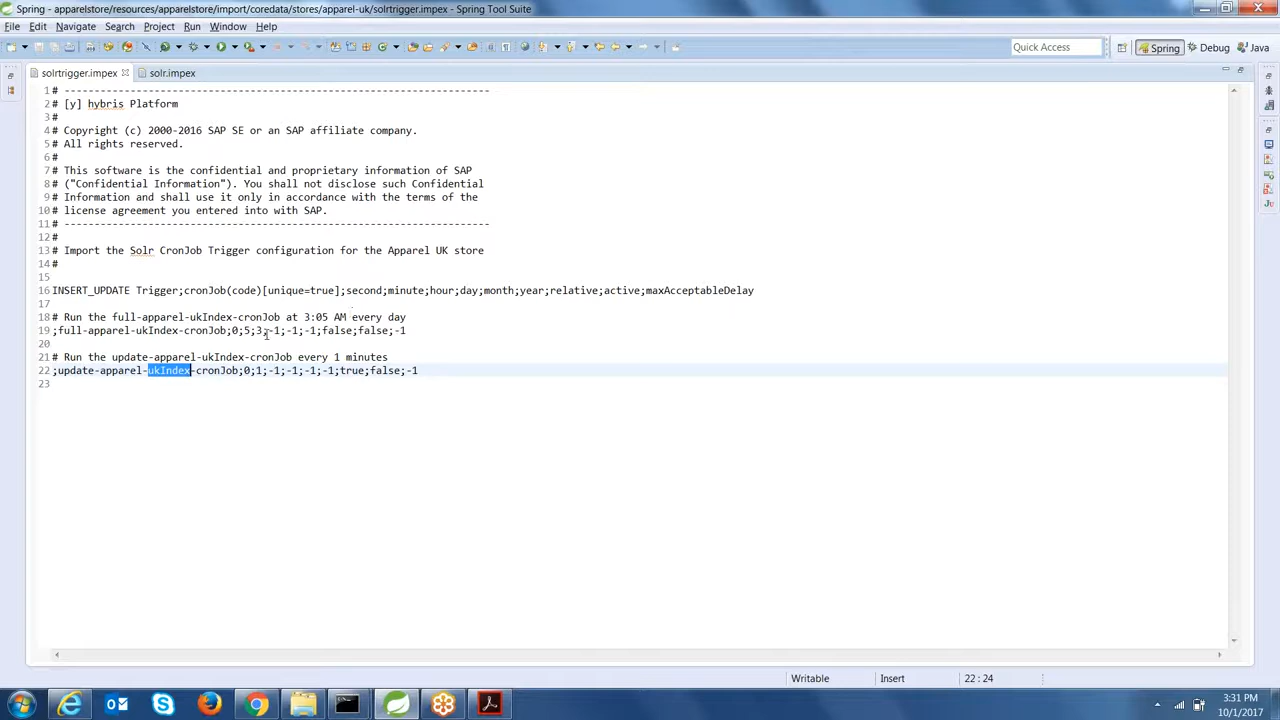 Spring - apparelstore/resources/apparelstore/import/coredata/stores/apparel-uk/solrtrigger.impex - Spring Tool Suite
File Edit Navigate Search Project Run Window Help
Quick Access
Spring
Debug
Java
solrtrigger.impex
solr.impex
1 # -----------------------------------------------------------------------
2 # [y] hybris Platform
3 #
4 # Copyright (c) 2000-2016 SAP SE or an SAP affiliate company.
5 # All rights reserved.
6 #
7 # This software is the confidential and proprietary information of SAP
8 # ("Confidential Information"). You shall not disclose such Confidential
9 # Information and shall use it only in accordance with the terms of the
10 # license agreement you entered into with SAP.
11 # -----------------------------------------------------------------------
12 #
13 # Import the Solr CronJob Trigger configuration for the Apparel UK store
14 #
15
16 INSERT_UPDATE Trigger;cronJob(code)[unique=true];second;minute;hour;day;month;year;relative;active;maxAcceptableDelay
17
18 # Run the full-apparel-ukIndex-cronJob at 3:05 AM every day
19 ;full-apparel-ukIndex-cronJob;0;5;3;-1;-1;-1;false;false;-1
20
21 # Run the update-apparel-ukIndex-cronJob every 1 minutes
22 ;update-apparel-ukIndex-cronJob;0;1;-1;-1;-1;-1;true;false;-1
23
Writable
Insert
22 : 24
3:31 PM
10/1/2017